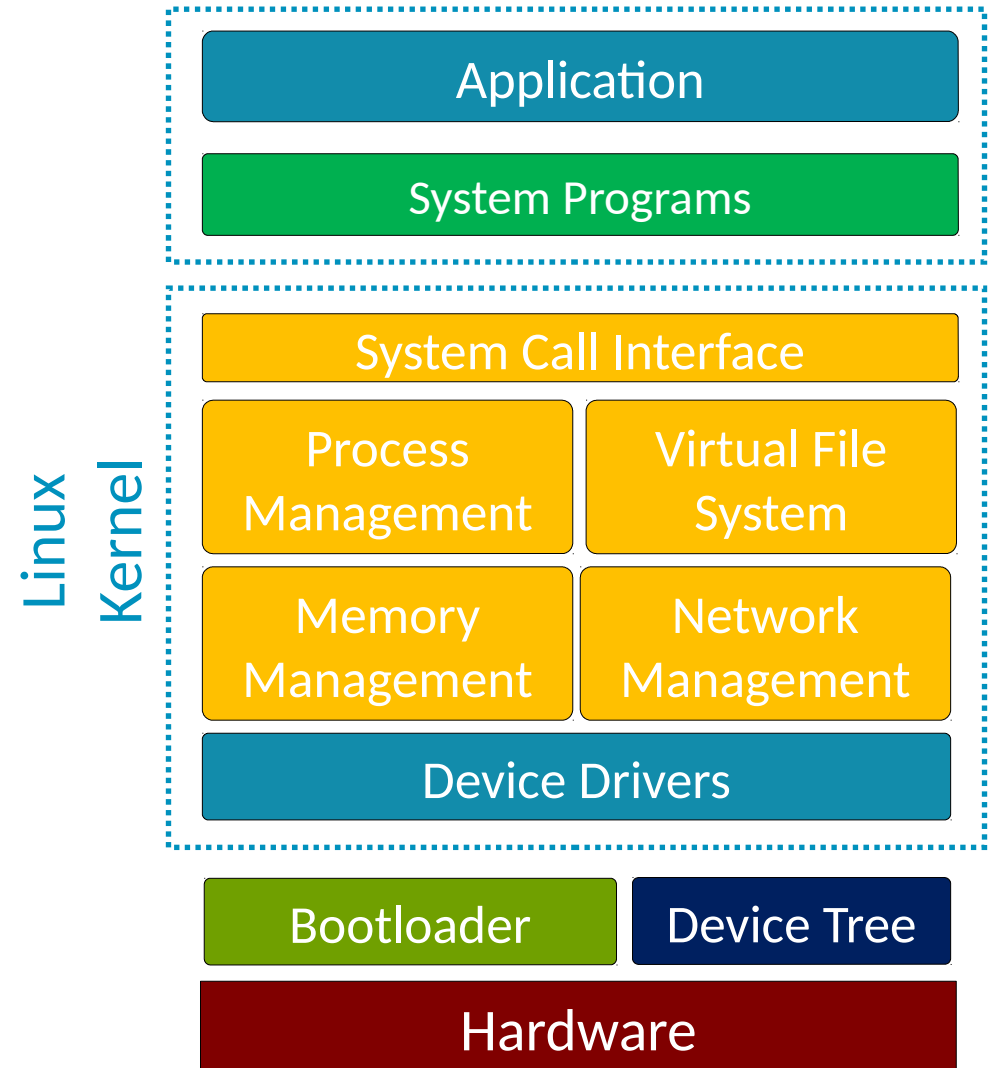 Application
System Programs
System Call Interface
Process
Management
Virtual File
System
Linux
Kernel
Memory
Management
Network
Management
Device Drivers
Bootloader
Device Tree
Hardware